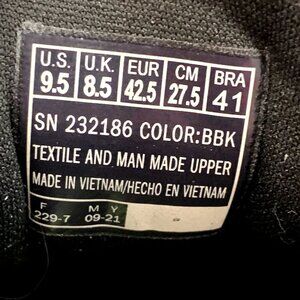 U.S. U.K. EUR CM BRA
9.5 8.5 42.5 27.5 41
SN 232186 COLOR:BBK
TEXTILE AND MAN MADE UPPER
MADE IN VIETNAM/HECHO EN VIETNAM
F M Y
229-7 09-21